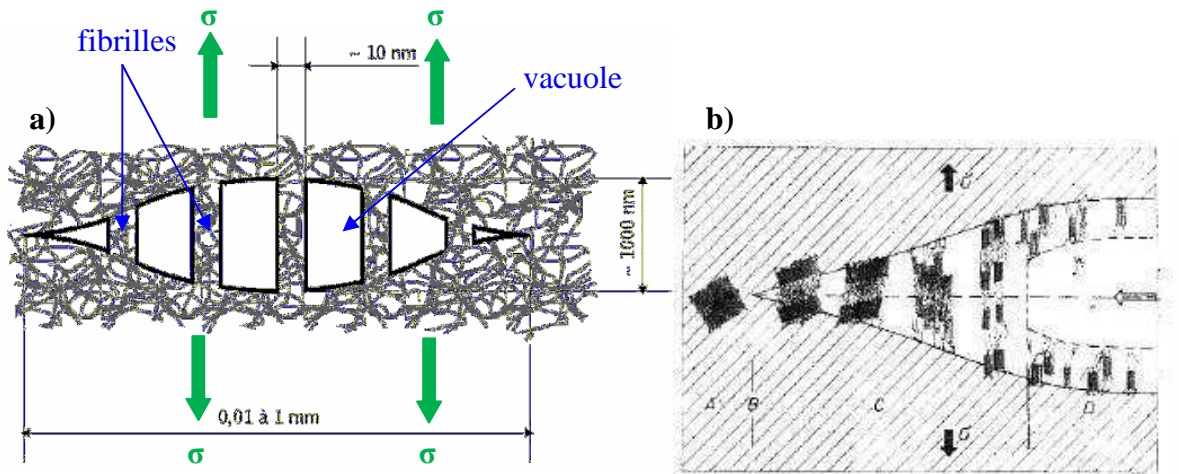 σ σ
fibrilles
~ 10 nm
vacuole
a)
b)
σ
~ 1000 nm
A B C D
σ
0,01 à 1 mm
σ σ